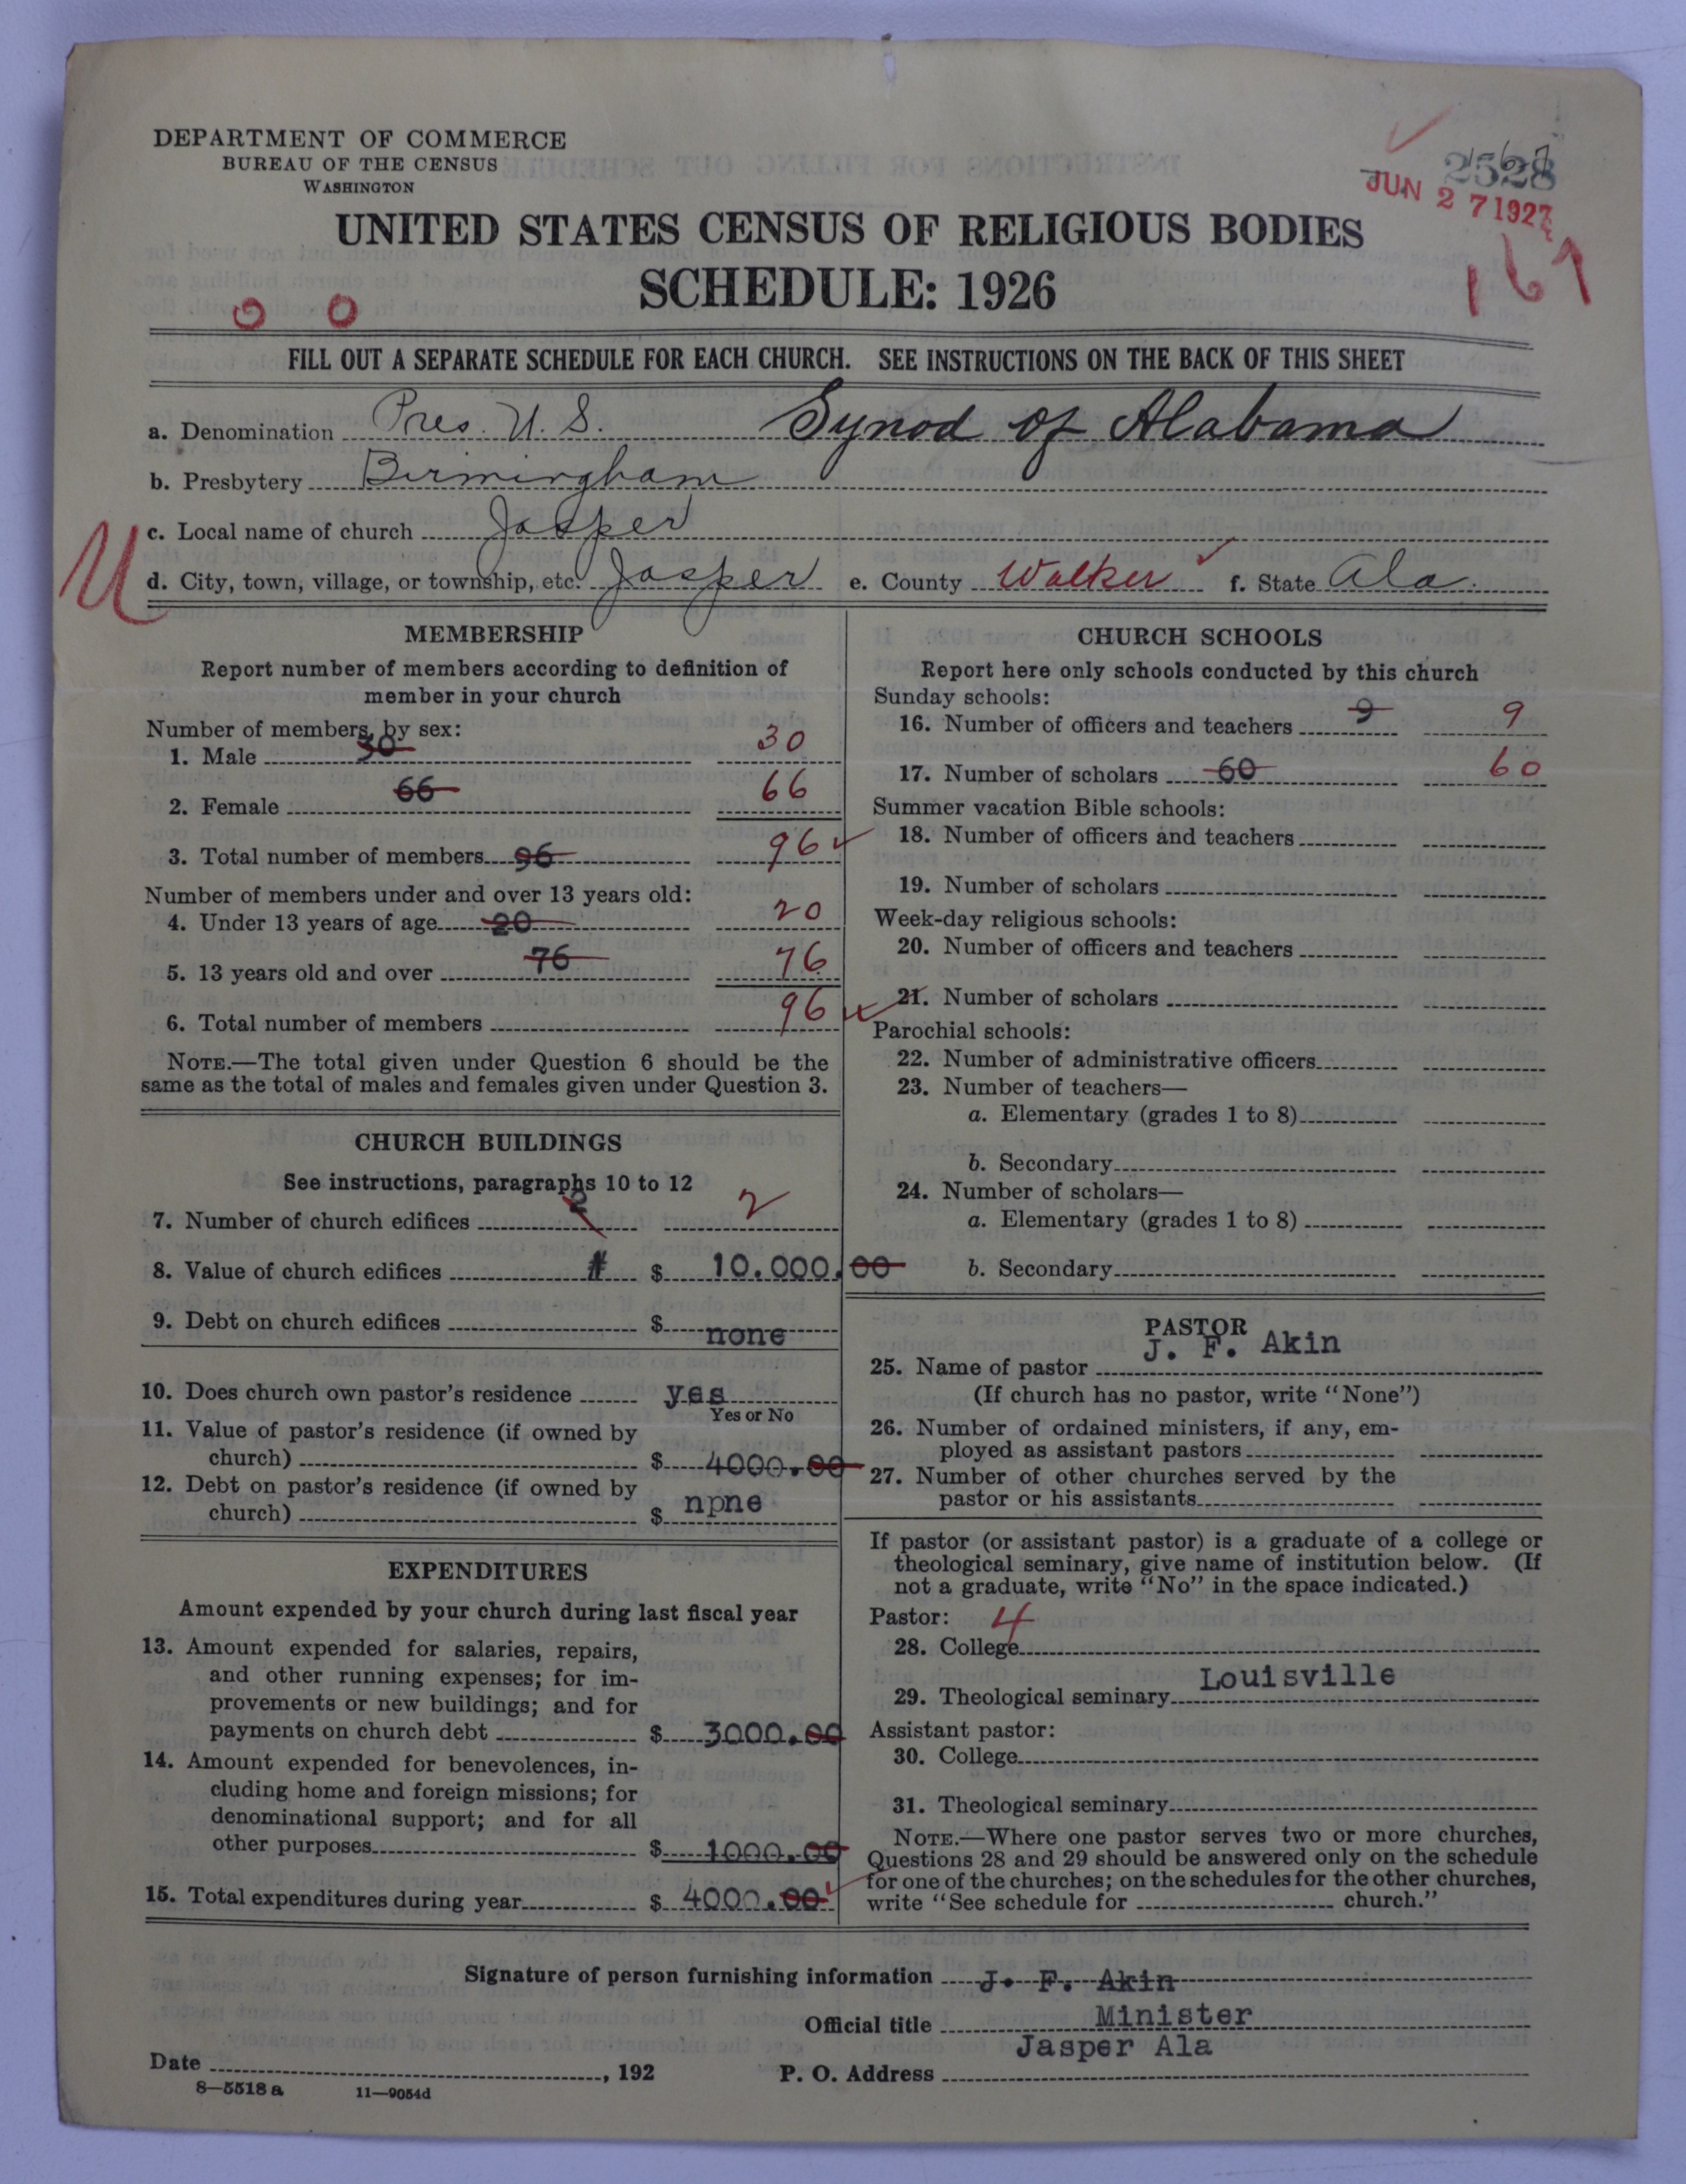 DEPARTMENT OF COMMERCE
BUREAU OF THE CENSUS
WASHINGTON
2528
JUN 27 1927
UNITED STATES CENSUS OF RELIGIOUS BODIES
SCHEDULE: 1926
167
0 0
FILL OUT A SEPARATE SCHEDULE FOR EACH CHURCH. SEE INSTRUCTIONS ON THE BACK OF THIS SHEET
a. Denomination Pres. U. S. Synod of Alabama
b. Presbytery Birmingham
c. Local name of church Jasper
U
d. City, town, village, or township, etc. Jasper e. County Walker f. State Ala.
MEMBERSHIP
Report number of members according to definition of
member in your church
Number of members, by sex:
1. Male 30 30
2. Female 66 66
3. Total number of members 96 96
Number of members under and over 13 years old:
4. Under 13 years of age 20 20
5. 13 years old and over 76 76
6. Total number of members 96
NOTE.—The total given under Question 6 should be the
same as the total of males and females given under Question 3.
CHURCH BUILDINGS
See instructions, paragraphs 10 to 12
7. Number of church edifices 2 2
8. Value of church edifices # $ 10.000.00
9. Debt on church edifices $ none
10. Does church own pastor's residence yes
Yes or No
11. Value of pastor's residence (if owned by
church) $ 4000.00
12. Debt on pastor's residence (if owned by
church) $ npne
EXPENDITURES
Amount expended by your church during last fiscal year
13. Amount expended for salaries, repairs,
and other running expenses; for im-
provements or new buildings; and for
payments on church debt $ 3000.00
14. Amount expended for benevolences, in-
cluding home and foreign missions; for
denominational support; and for all
other purposes $ 1000.00
15. Total expenditures during year $ 4000.00
CHURCH SCHOOLS
Report here only schools conducted by this church
Sunday schools:
16. Number of officers and teachers 9 9
17. Number of scholars 60 60
Summer vacation Bible schools:
18. Number of officers and teachers
19. Number of scholars
Week-day religious schools:
20. Number of officers and teachers
21. Number of scholars
Parochial schools:
22. Number of administrative officers
23. Number of teachers—
a. Elementary (grades 1 to 8)
b. Secondary
24. Number of scholars—
a. Elementary (grades 1 to 8)
b. Secondary
PASTOR
25. Name of pastor J. F. Akin
(If church has no pastor, write "None")
26. Number of ordained ministers, if any, em-
ployed as assistant pastors
27. Number of other churches served by the
pastor or his assistants
If pastor (or assistant pastor) is a graduate of a college or
theological seminary, give name of institution below. (If
not a graduate, write "No" in the space indicated.)
Pastor: 4
28. College
29. Theological seminary Louisville
Assistant pastor:
30. College
31. Theological seminary
NOTE.—Where one pastor serves two or more churches,
Questions 28 and 29 should be answered only on the schedule
for one of the churches; on the schedules for the other churches,
write "See schedule for church."
Signature of person furnishing information J. F. Akin
Official title Minister
Date , 192 P. O. Address Jasper Ala
8—5518 a 11—9054d